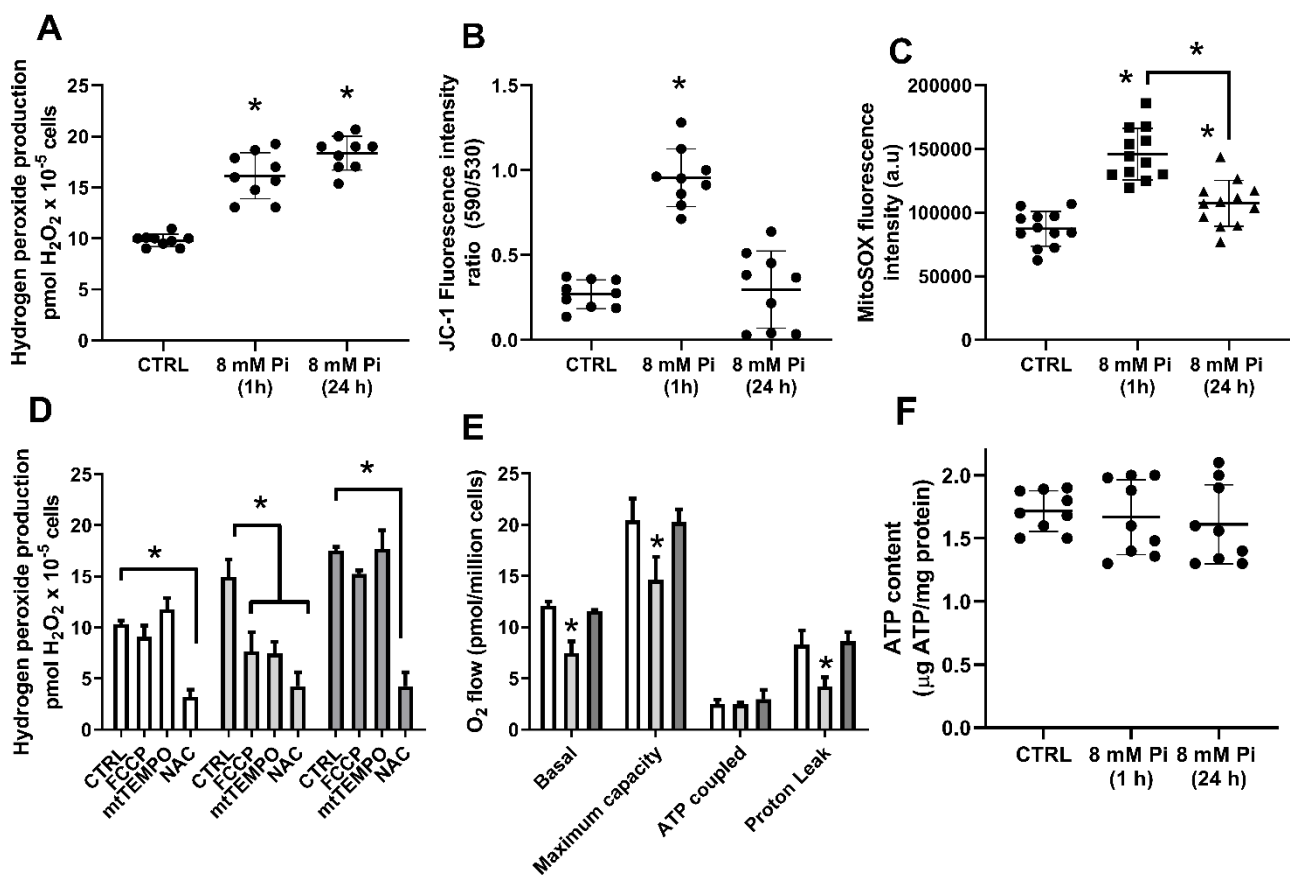 A
Hydrogen peroxide production
pmol H₂O₂ x 10⁻⁵ cells
25
20
15
10
5
0
*
*
CTRL
8 mM Pi
(1h)
8 mM Pi
(24 h)
B
JC-1 Fluorescence intensity
ratio (590/530)
1.5
1.0
0.5
0.0
*
CTRL
8 mM Pi
(1h)
8 mM Pi
(24 h)
C
MitoSOX fluorescence
intensity (a.u)
200000
150000
100000
50000
0
*
*
*
CTRL
8 mM Pi
(1h)
8 mM Pi
(24 h)
D
Hydrogen peroxide production
pmol H₂O₂ x 10⁻⁵ cells
25
20
15
10
5
0
*
*
*
CTRL
FCCP
mtTEMPO
NAC
CTRL
FCCP
mtTEMPO
NAC
CTRL
FCCP
mtTEMPO
NAC
E
O₂ flow (pmol/million cells)
25
20
15
10
5
0
*
*
*
Basal
Maximum capacity
ATP coupled
Proton Leak
F
ATP content
(µg ATP/mg protein)
2.0
1.5
1.0
0.0
CTRL
8 mM Pi
(1 h)
8 mM Pi
(24 h)